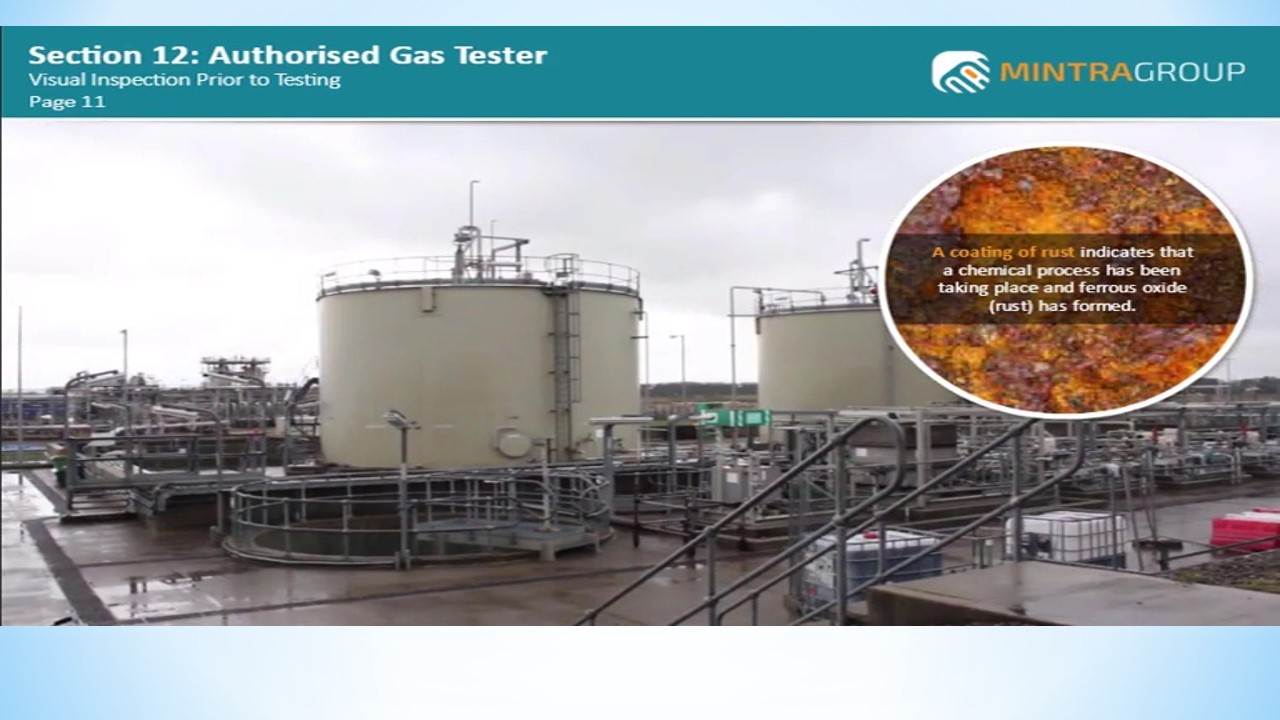 Section 12: Authorised Gas Tester
Visual Inspection Prior to Testing
Page 11
MINTRAGROUP
A coating of rust indicates that
a chemical process has been
taking place and ferrous oxide
(rust) has formed.